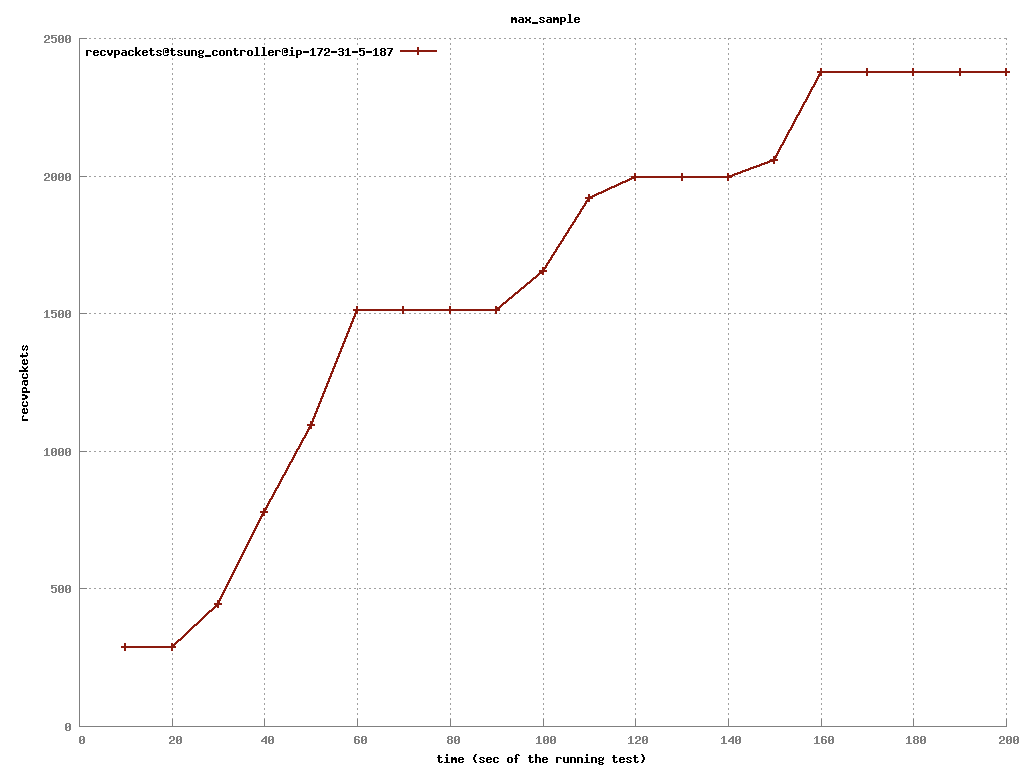 max_sample
recvpackets@tsung_controller@ip-172-31-5-187
2500
2000
1500
1000
500
0
recvpackets
0 20 40 60 80 100 120 140 160 180 200
time (sec of the running test)